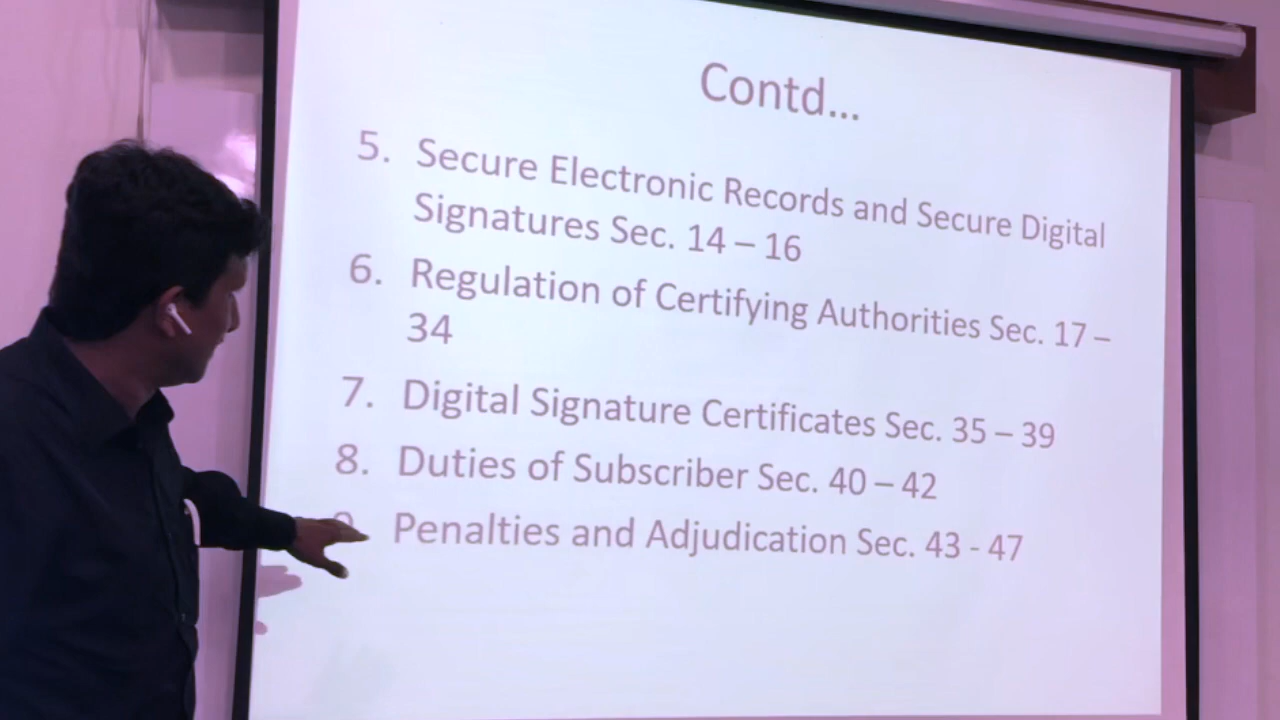 Contd...
5. Secure Electronic Records and Secure Digital
Signatures Sec. 14 – 16
6. Regulation of Certifying Authorities Sec. 17 –
34
7. Digital Signature Certificates Sec. 35 – 39
8. Duties of Subscriber Sec. 40 – 42
Penalties and Adjudication Sec. 43 - 47